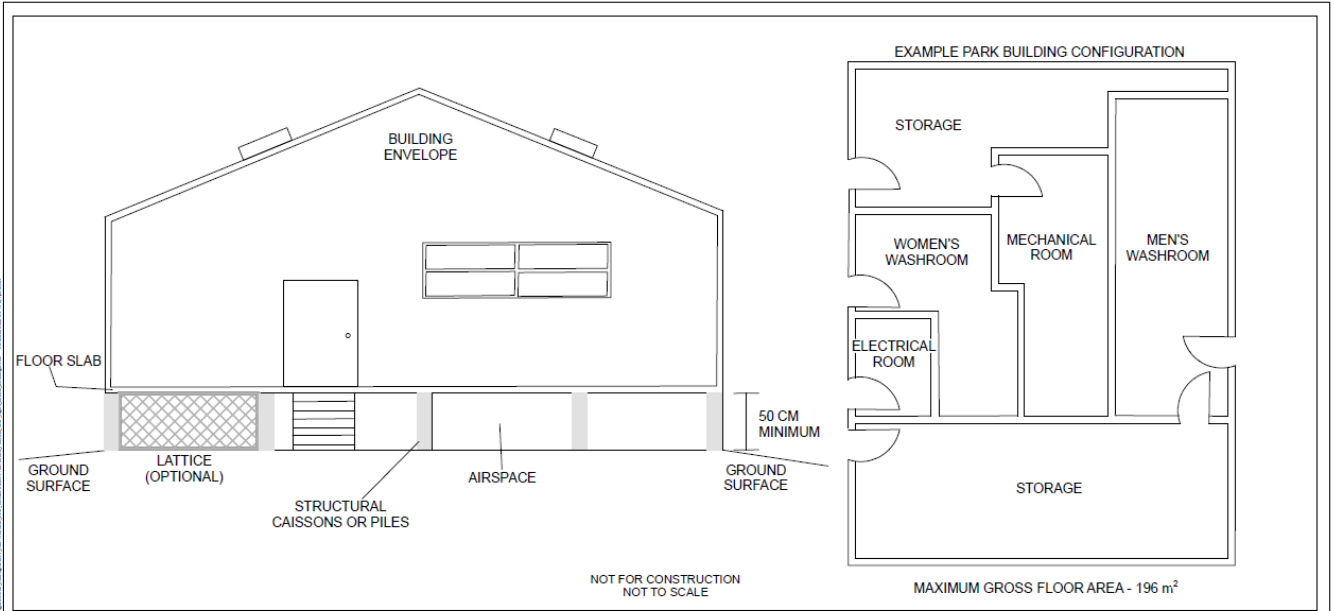 EXAMPLE PARK BUILDING CONFIGURATION
BUILDING
ENVELOPE
FLOOR SLAB
GROUND
SURFACE
LATTICE
(OPTIONAL)
STRUCTURAL
CAISSONS OR PILES
AIRSPACE
50 CM
MINIMUM
GROUND
SURFACE
STORAGE
WOMEN'S
WASHROOM
MECHANICAL
ROOM
MEN'S
WASHROOM
ELECTRICAL
ROOM
STORAGE
NOT FOR CONSTRUCTION
NOT TO SCALE
MAXIMUM GROSS FLOOR AREA - 196 m²